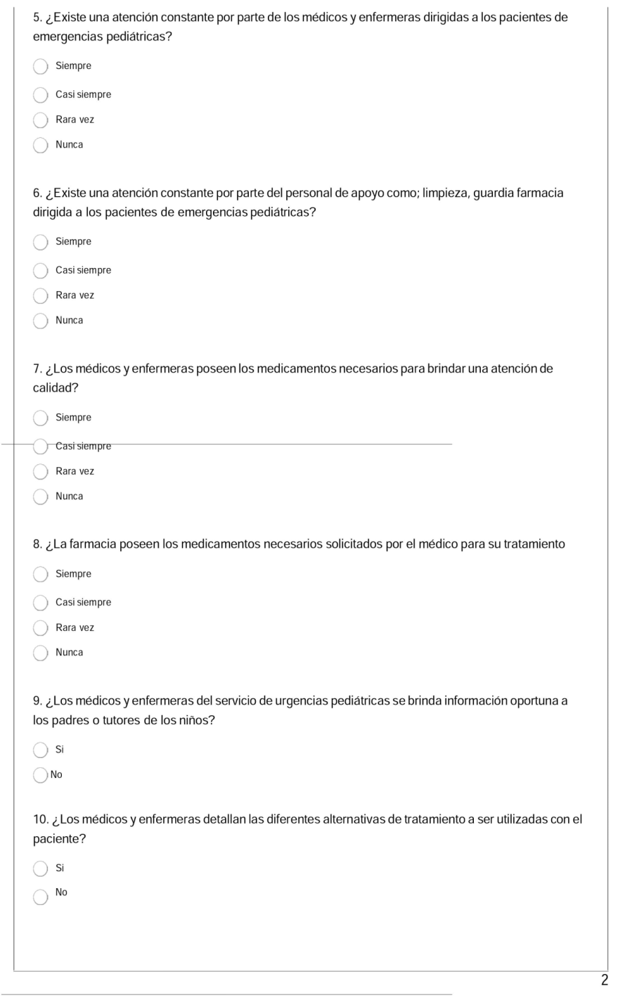 5. ¿Existe una atención constante por parte de los médicos y enfermeras dirigidas a los pacientes de
emergencias pediátricas?
Siempre
Casi siempre
Rara vez
Nunca
6. ¿Existe una atención constante por parte del personal de apoyo como; limpieza, guardia farmacia
dirigida a los pacientes de emergencias pediátricas?
Siempre
Casi siempre
Rara vez
Nunca
7. ¿Los médicos y enfermeras poseen los medicamentos necesarios para brindar una atención de
calidad?
Siempre
Casi siempre
Rara vez
Nunca
8. ¿La farmacia poseen los medicamentos necesarios solicitados por el médico para su tratamiento
Siempre
Casi siempre
Rara vez
Nunca
9. ¿Los médicos y enfermeras del servicio de urgencias pediátricas se brinda información oportuna a
los padres o tutores de los niños?
Si
No
10. ¿Los médicos y enfermeras detallan las diferentes alternativas de tratamiento a ser utilizadas con el
paciente?
Si
No
2